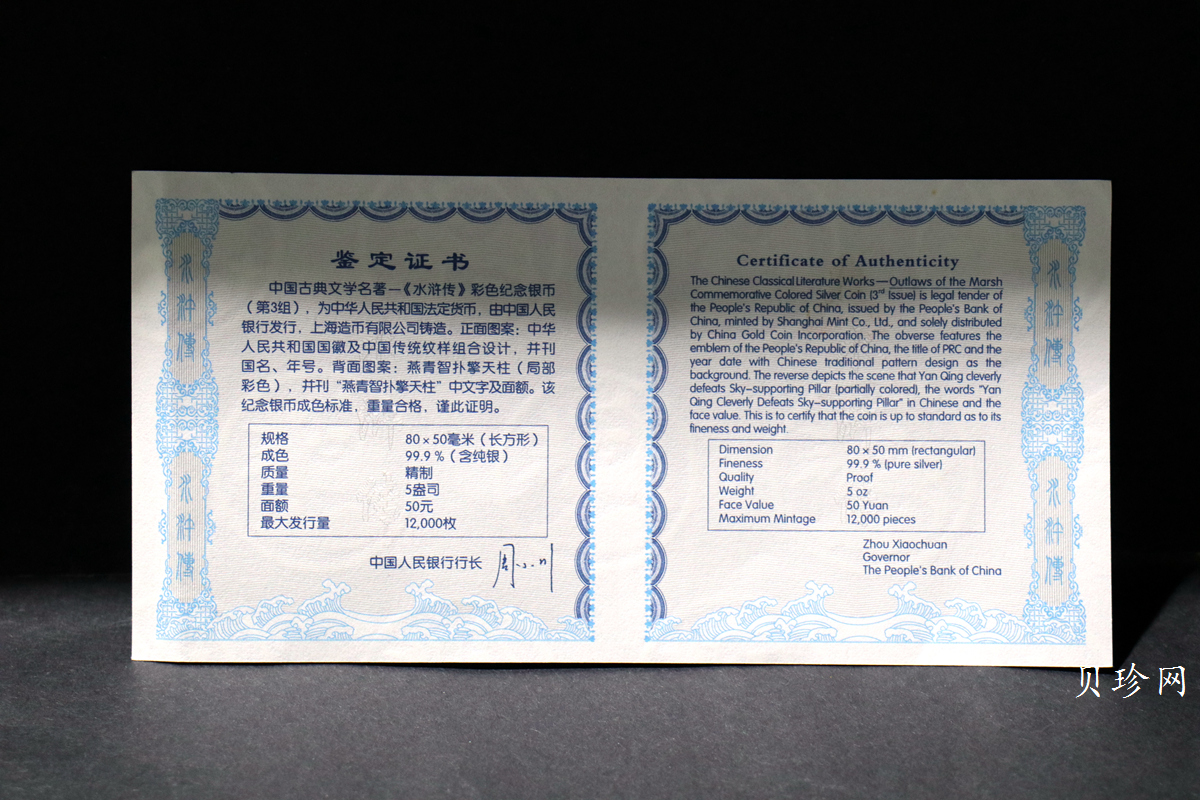 鉴定证书
中国古典文学名著—《水浒传》彩色纪念银币
（第3组），为中华人民共和国法定货币，由中国人民
银行发行，上海造币有限公司铸造。正面图案：中华
人民共和国国徽及中国传统纹样组合设计，并刊
国名、年号。背面图案：燕青智扑擎天柱（局部
彩色），并刊“燕青智扑擎天柱”中文字及面额。该
纪念银币成色标准，重量合格，谨此证明。
规格 80×50毫米（长方形）
成色 99.9％（含纯银）
质量 精制
重量 5盎司
面额 50元
最大发行量 12,000枚
中国人民银行行长 周小川
水浒傳
水浒傳
Certificate of Authenticity
The Chinese Classical Literature Works—Outlaws of the Marsh
Commemorative Colored Silver Coin (3rd Issue) is legal tender of
the People's Republic of China, issued by the People's Bank of
China, minted by Shanghai Mint Co., Ltd., and solely distributed
by China Gold Coin Incorporation. The obverse features the
emblem of the People's Republic of China, the title of PRC and the
year date with Chinese traditional pattern design as the
background. The reverse depicts the scene that Yan Qing cleverly
defeats Sky-supporting Pillar (partially colored), the words "Yan
Qing Cleverly Defeats Sky-supporting Pillar" in Chinese and the
face value. This is to certify that the coin is up to standard as to its
fineness and weight.
Dimension 80×50 mm (rectangular)
Fineness 99.9 % (pure silver)
Quality Proof
Weight 5 oz
Face Value 50 Yuan
Maximum Mintage 12,000 pieces
Zhou Xiaochuan
Governor
The People's Bank of China
水浒傳
水浒傳
贝珍网